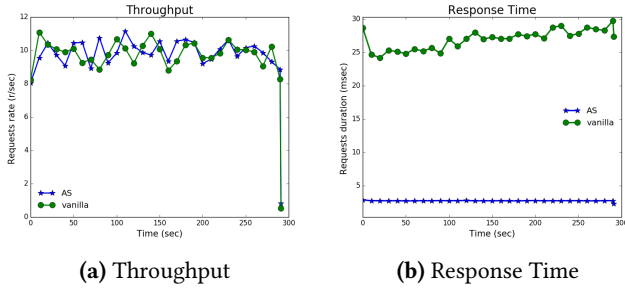 Throughput
12
10
8
6
4
2
0
0
50
100
150
200
250
300
Requests rate (r/sec)
Time (sec)
AS
vanilla
(a) Throughput
Response Time
30
25
20
15
10
5
0
50
100
150
200
250
300
Requests duration (msec)
Time (sec)
AS
vanilla
(b) Response Time